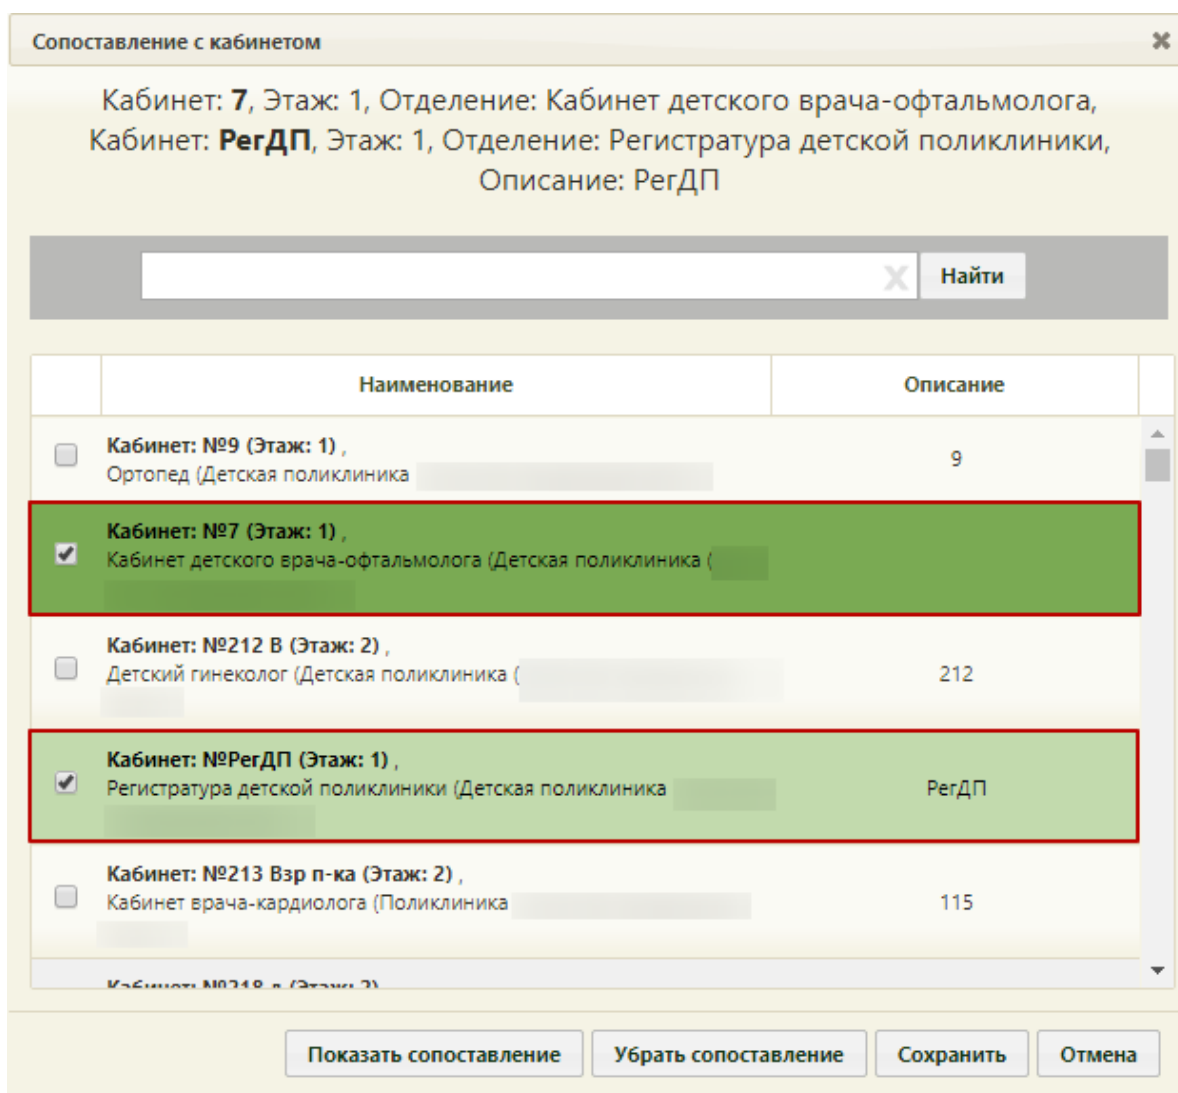 Сопоставление с кабинетом
Кабинет: 7, Этаж: 1, Отделение: Кабинет детского врача-офтальмолога,
Кабинет: РегДП, Этаж: 1, Отделение: Регистратура детской поликлиники,
Описание: РегДП
X Найти
Наименование Описание
Кабинет: №9 (Этаж: 1) ,
Ортопед (Детская поликлиника
9
Кабинет: №7 (Этаж: 1) ,
Кабинет детского врача-офтальмолога (Детская поликлиника (
Кабинет: №212 В (Этаж: 2) ,
Детский гинеколог (Детская поликлиника (
212
Кабинет: №РегДП (Этаж: 1) ,
Регистратура детской поликлиники (Детская поликлиника
РегДП
Кабинет: №213 Взр п-ка (Этаж: 2) ,
Кабинет врача-кардиолога (Поликлиника
115
Кабинет: №218 д (Этаж: 2)
Показать сопоставление Убрать сопоставление Сохранить Отмена